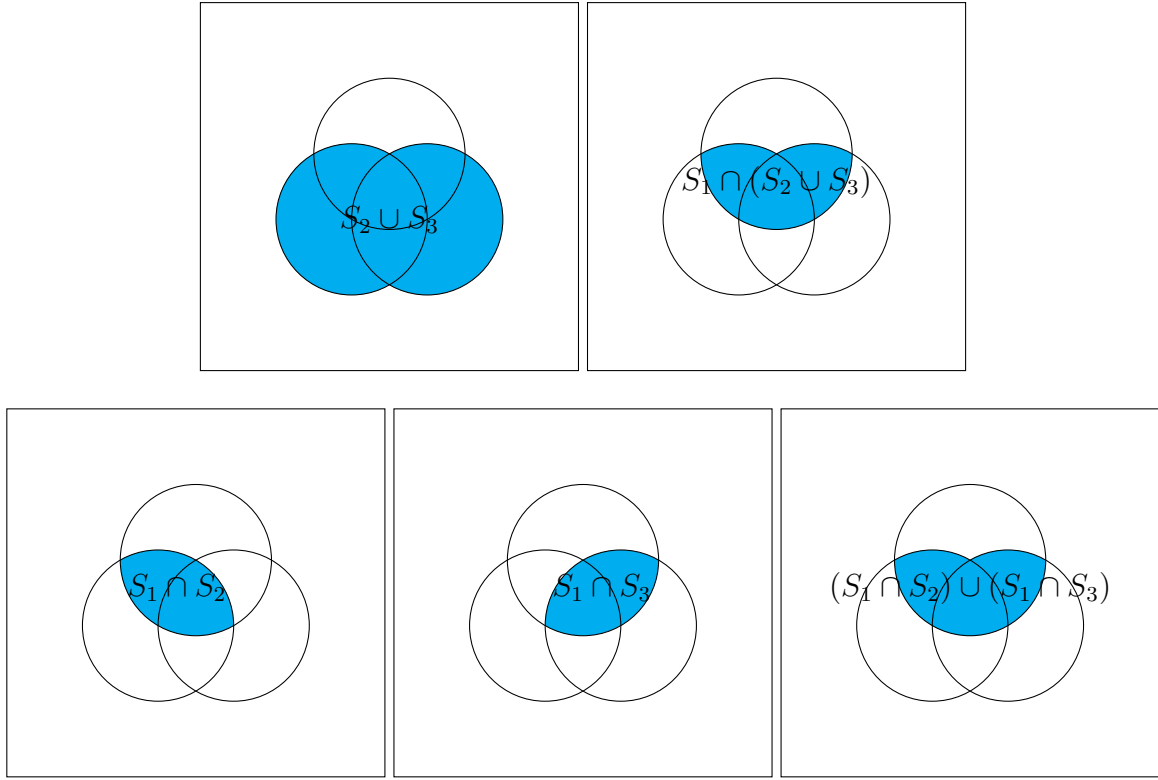 S₂ ∪ S₃
S₁ ∩ (S₂ ∪ S₃)
S₁ ∩ S₂
S₁ ∩ S₃
(S₁ ∩ S₂) ∪ (S₁ ∩ S₃)